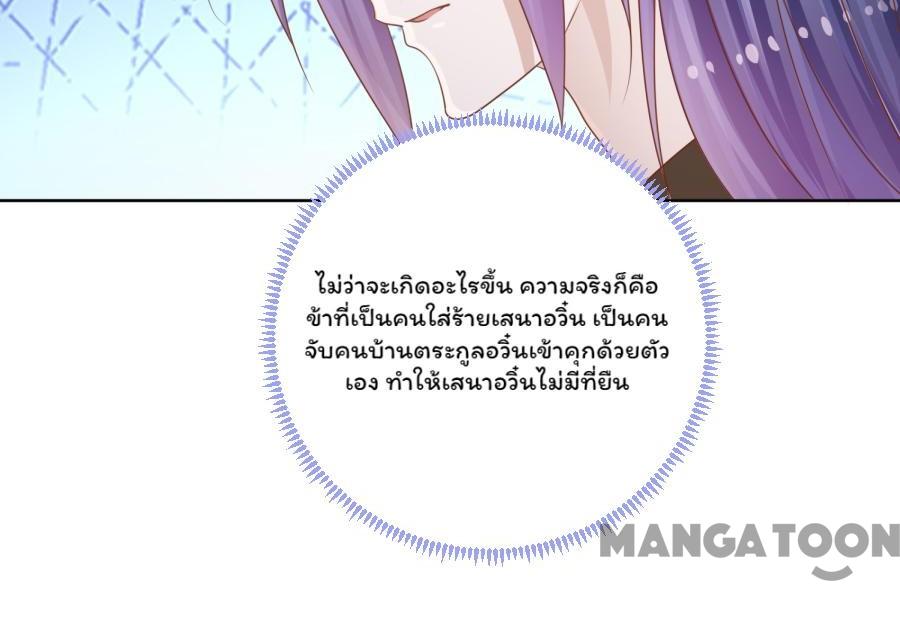 ไม่ว่าจะเกิดอะไรขึ้น ความจริงก็คือ
ข้าที่เป็นคนใส่ร้ายเสนาอวิ๋น เป็นคน
จับคนบ้านตระกูลอวิ๋นเข้าคุกด้วยตัว
เอง ทำให้เสนาอวิ๋นไม่มีที่ยืน
MANGATOON